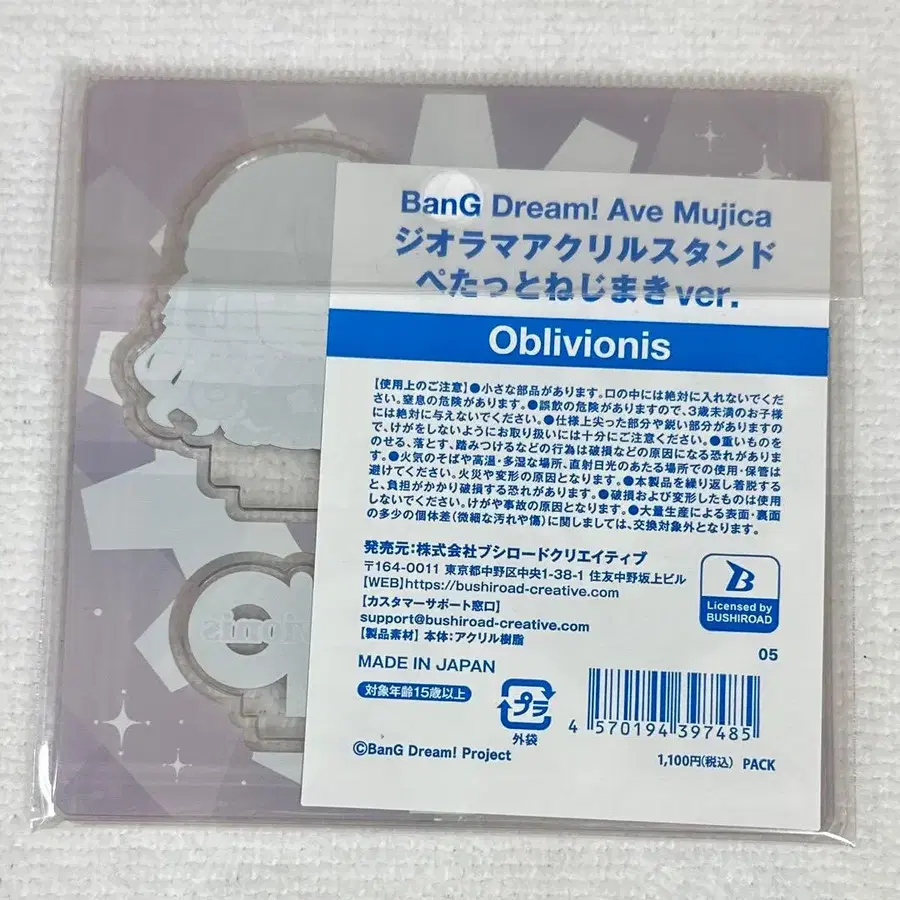 BanG Dream! Ave Mujica
ジオラマアクリルスタンド
ぺたっとねじまきver.
Oblivionis
【使用上のご注意】●小さな部品があります。口の中には絶対に入れないでくだ
さい。窒息の危険があります。●誤飲の危険がありますので、3歳未満のお子様
には絶対に与えないでください。●仕様上尖った部分や鋭い部分がありますの
で、けがをしないようにお取り扱いには十分にご注意ください。●重いものを
のせる、落とす、踏みつけるなどの行為は破損などの原因になる恐れがありま
す。●火気のそばや高温・多湿な場所、直射日光のあたる場所での使用・保管は
避けてください。火災や変形の原因となります。●本製品を繰り返し着脱する
と、負担がかかり破損する恐れがあります。●破損および変形したものは使用
しないでください。けがや事故の原因となります。●大量生産による表面・裏面
の多少の個体差(微細な汚れや傷)に関しましては、交換対象外となります。
発売元:株式会社ブシロードクリエイティブ
〒164-0011 東京都中野区中央1-38-1 住友中野坂上ビル
【WEB】https://bushiroad-creative.com
【カスタマーサポート窓口】
support@bushiroad-creative.com
【製品素材】本体:アクリル樹脂
Licensed by
BUSHIROAD
05
MADE IN JAPAN
対象年齢15歳以上
プラ
外袋
4 570194 397485
©BanG Dream! Project
1,100円(税込) PACK